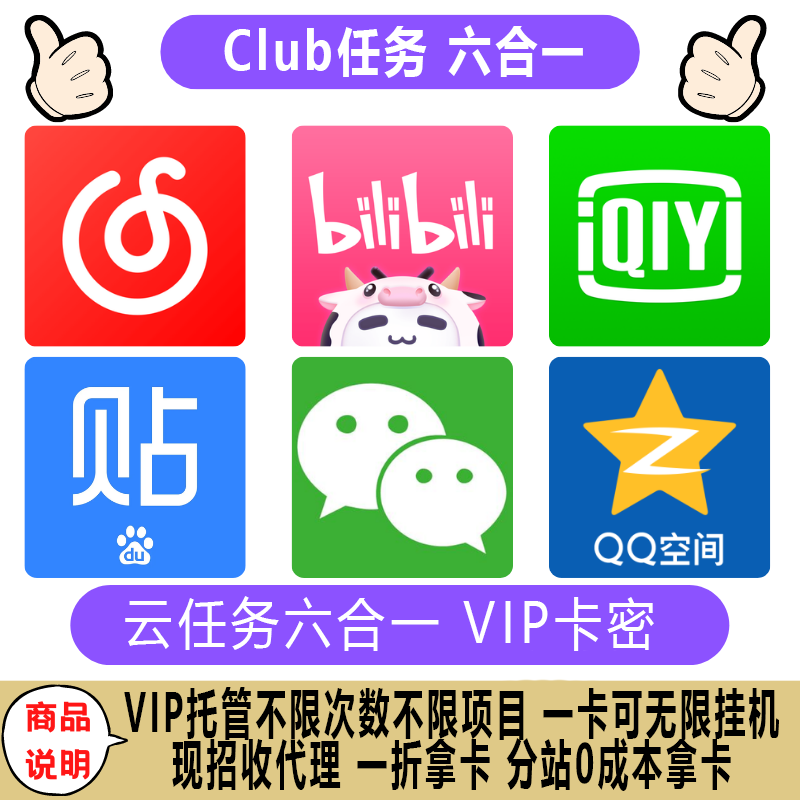 Club任务 六合一
bilibili
iQIYI
贴
du
QQ空间
云任务六合一 VIP卡密
商品
说明
VIP托管不限次数不限项目 一卡可无限挂机
现招收代理 一折拿卡 分站0成本拿卡